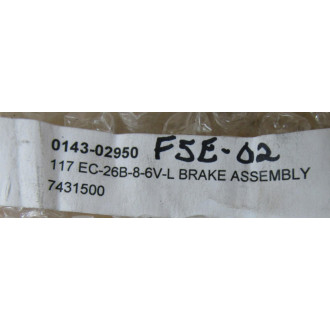 0143-02950 F5E-02
117 EC-26B-8-6V-L BRAKE ASSEMBLY
7431500